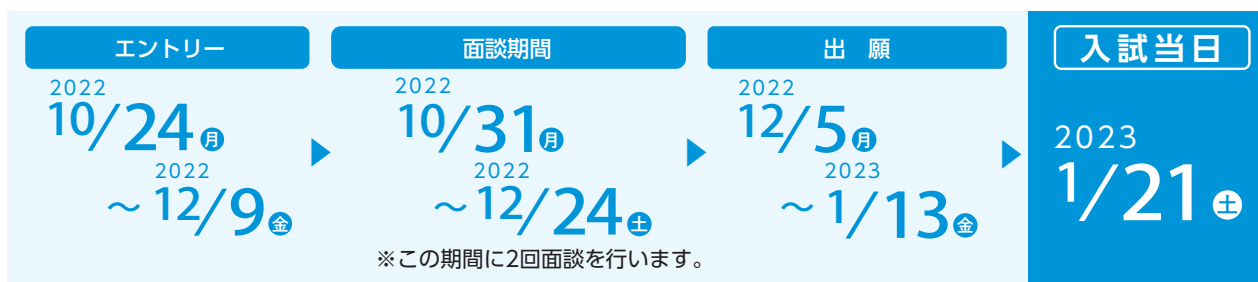 エントリー
2022
10/24月
2022
～12/9金
面談期間
2022
10/31月
2022
～12/24土
※この期間に2回面談を行います。
出 願
2022
12/5月
2023
～1/13金
入試当日
2023
1/21土